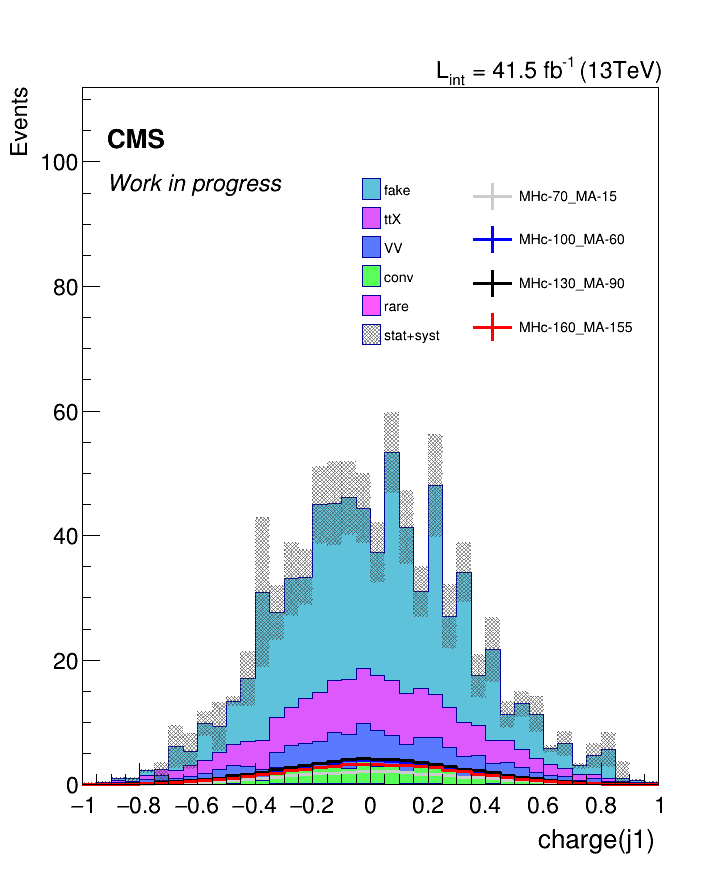 L_int = 41.5 fb^-1 (13TeV)
Events
CMS
Work in progress
fake
ttX
VV
conv
rare
stat+syst
MHc-70_MA-15
MHc-100_MA-60
MHc-130_MA-90
MHc-160_MA-155
100
80
60
40
20
0
−1 −0.8 −0.6 −0.4 −0.2 0 0.2 0.4 0.6 0.8 1
charge(j1)